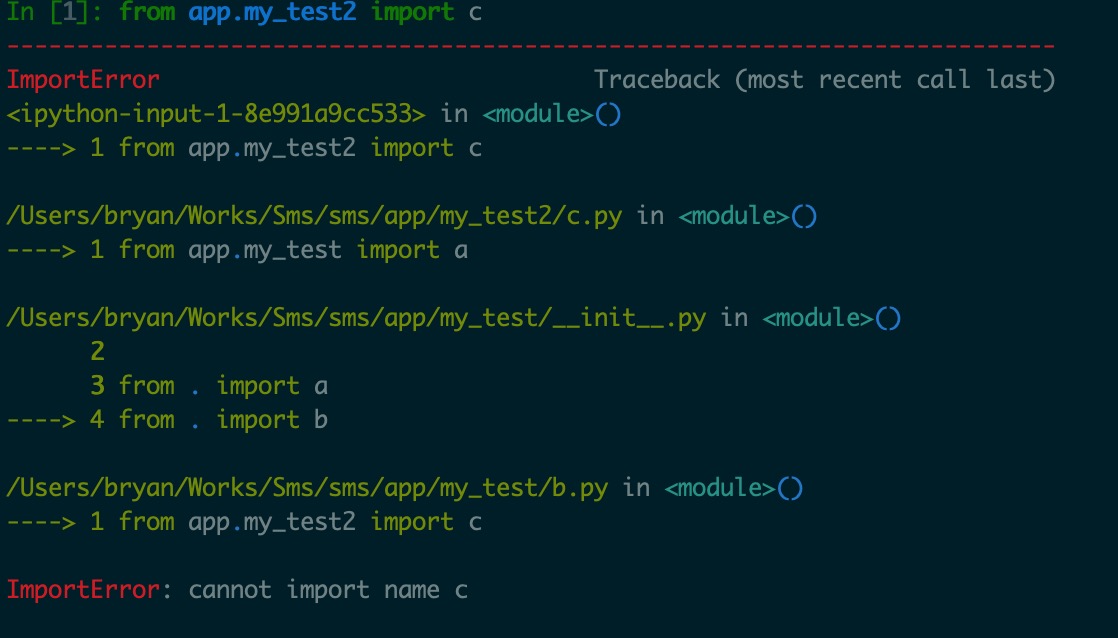 In [1]: from app.my_test2 import c
---------------------------------------------------------------------------
ImportError                               Traceback (most recent call last)
<ipython-input-1-8e991a9cc533> in <module>()
----> 1 from app.my_test2 import c

/Users/bryan/Works/Sms/sms/app/my_test2/c.py in <module>()
----> 1 from app.my_test import a

/Users/bryan/Works/Sms/sms/app/my_test/__init__.py in <module>()
      2
      3 from . import a
----> 4 from . import b

/Users/bryan/Works/Sms/sms/app/my_test/b.py in <module>()
----> 1 from app.my_test2 import c

ImportError: cannot import name c